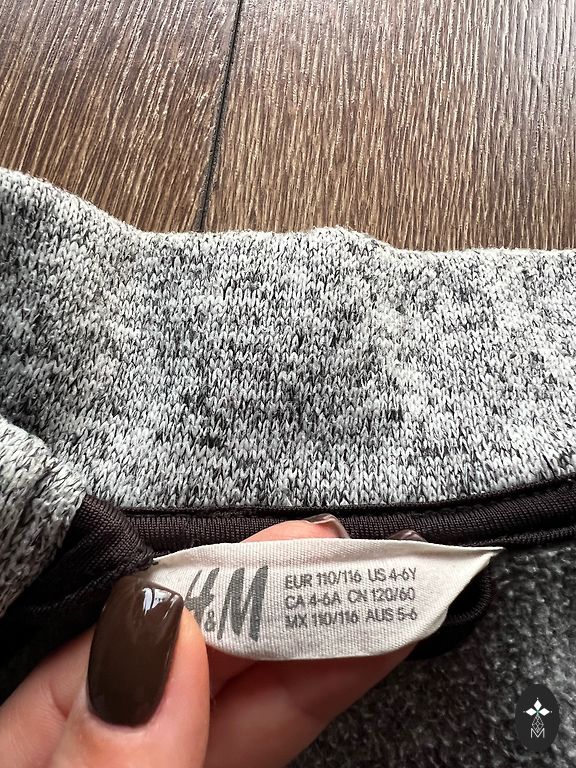 H&M
EUR 110/116 US 4-6Y
CA 4-6A CN 120/60
MX 110/116 AUS 5-6
M